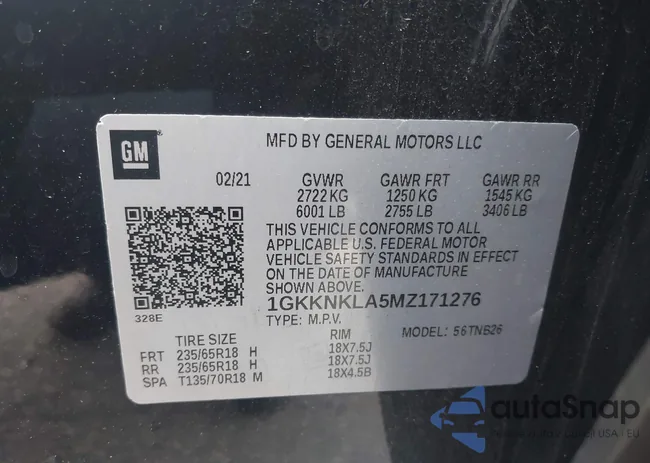 GM
MFD BY GENERAL MOTORS LLC
02/21 GVWR GAWR FRT GAWR RR
2722 KG 1250 KG 1545 KG
6001 LB 2755 LB 3406 LB
THIS VEHICLE CONFORMS TO ALL
APPLICABLE U.S. FEDERAL MOTOR
VEHICLE SAFETY STANDARDS IN EFFECT
ON THE DATE OF MANUFACTURE
SHOWN ABOVE.
1GKKNKLA5MZ171276
328E
TYPE: M.P.V. MODEL: 56TNB26
TIRE SIZE RIM
FRT 235/65R18 H 18X7.5J
RR 235/65R18 H 18X7.5J
SPA T135/70R18 M 18X4.5B
autoSnap